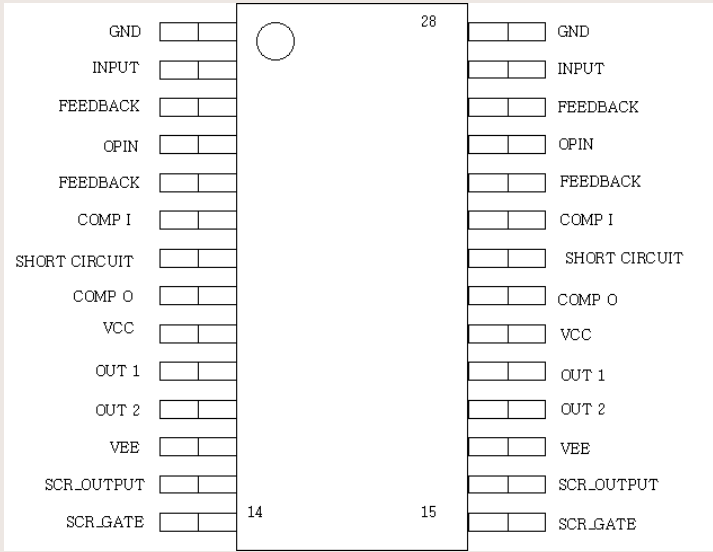 GND 28 GND
INPUT INPUT
FEEDBACK FEEDBACK
OPIN OPIN
FEEDBACK FEEDBACK
COMP I COMP I
SHORT CIRCUIT SHORT CIRCUIT
COMP O COMP O
VCC VCC
OUT 1 OUT 1
OUT 2 OUT 2
VEE VEE
SCR_OUTPUT SCR_OUTPUT
SCR_GATE 14 15 SCR_GATE